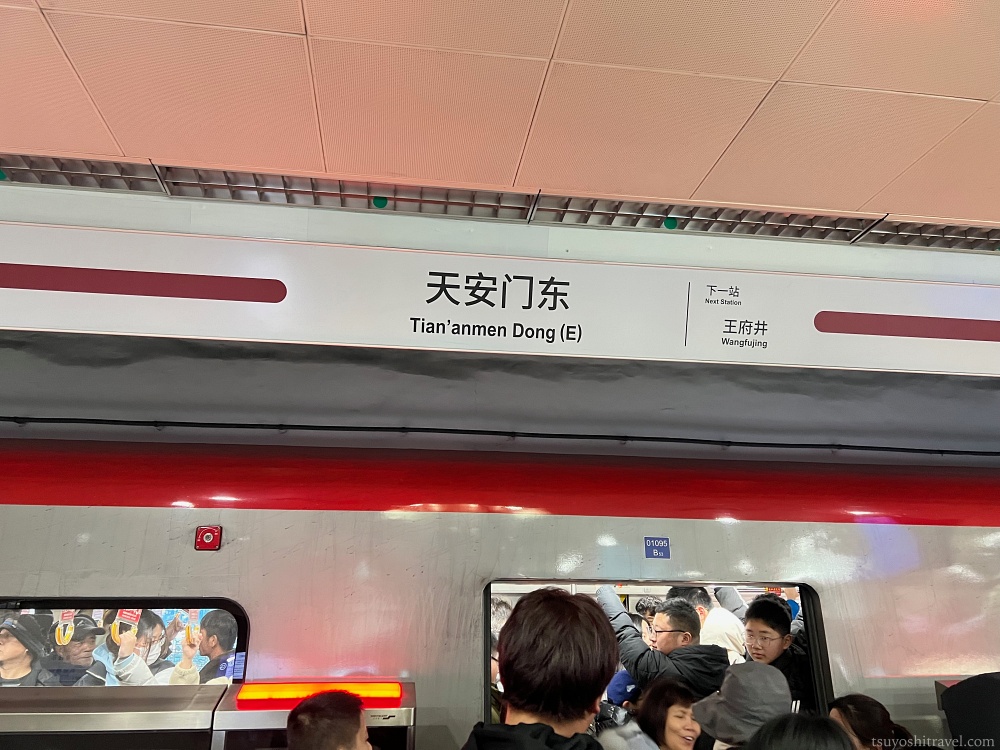 天安门东
Tian'anmen Dong (E)
下一站
Next Station
王府井
Wangfujing
01095
tsuyoshitravel.com